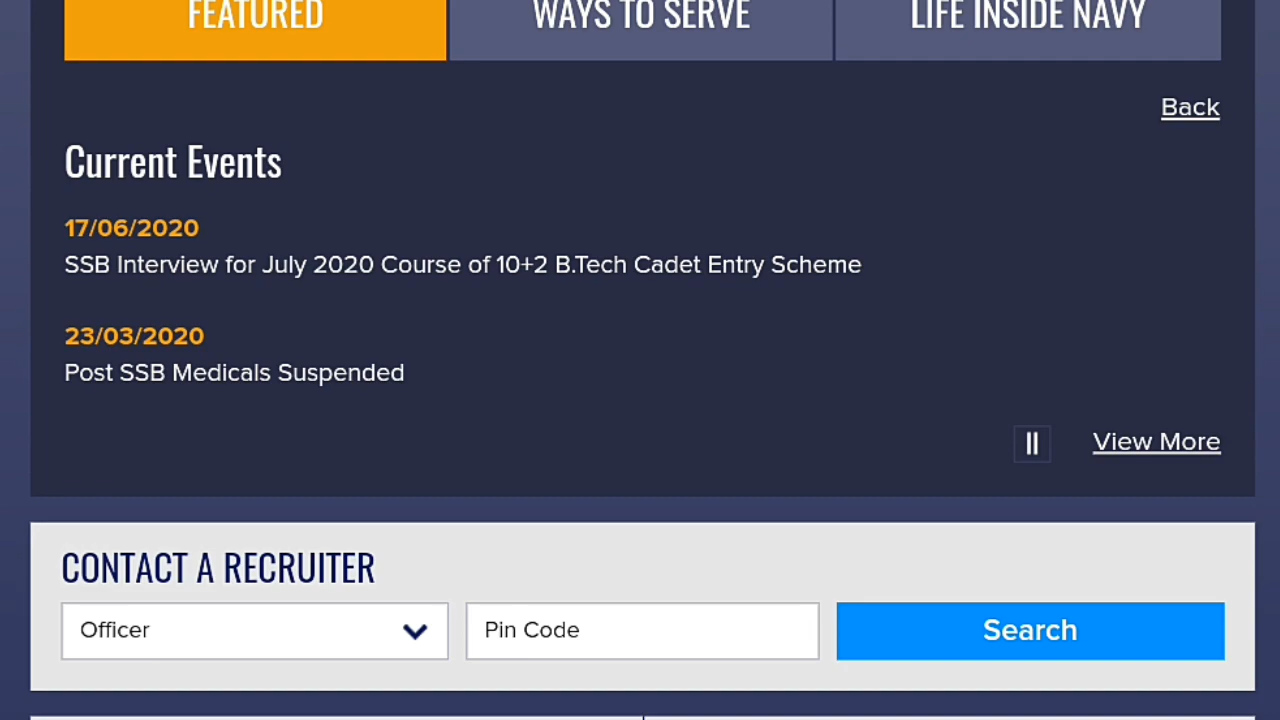 FEATURED WAYS TO SERVE LIFE INSIDE NAVY
Back
Current Events
17/06/2020
SSB Interview for July 2020 Course of 10+2 B.Tech Cadet Entry Scheme
23/03/2020
Post SSB Medicals Suspended
View More
CONTACT A RECRUITER
Officer Pin Code Search